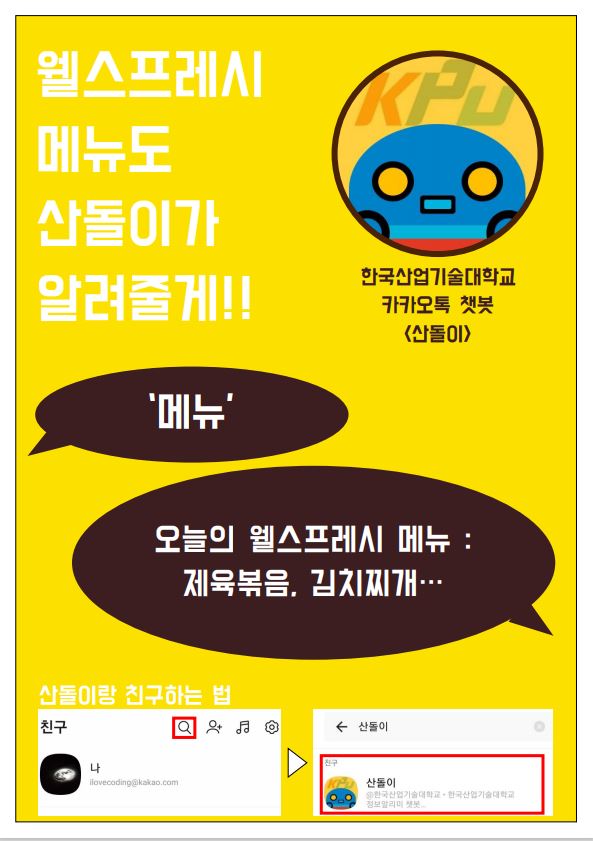 웰스프레시
메뉴도
산돌이가
알려줄게!!
KPU
한국산업기술대학교
카카오톡 챗봇
<산돌이>
'메뉴'
오늘의 웰스프레시 메뉴 :
제육볶음, 김치찌개…
산돌이랑 친구하는 법
친구
나
ilovecoding@kakao.com
산돌이
친구
KPU
산돌이
@한국산업기술대학교 • 한국산업기술대학교
정보알리미 챗봇...